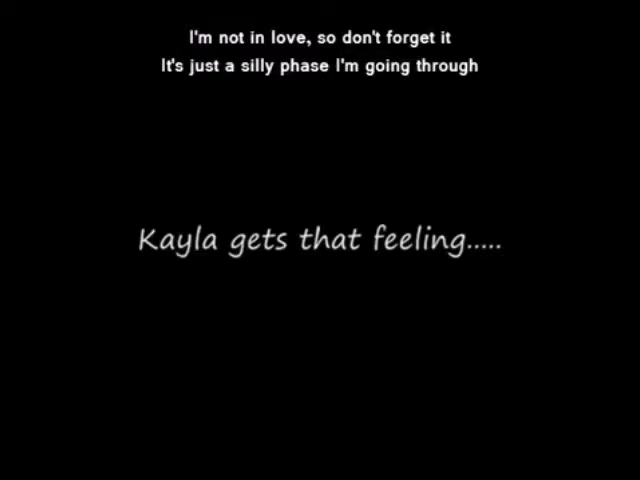 I'm not in love, so don't forget it
It's just a silly phase I'm going through
Kayla gets that feeling.....